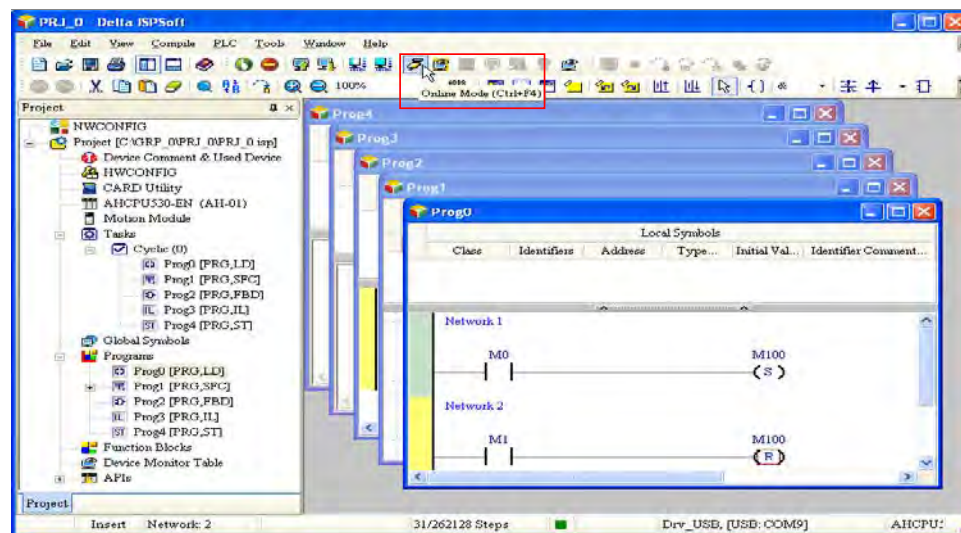 PRJ_0 Delta ISPSoft
File Edit View Compile PLC Tools Window Help
100%
Online Mode (Ctrl+F4)
Project
NWCONFIG
Project [C:\GRP_0\PRJ_0\PRJ_0.isp]
Device Comment & Used Device
HWCONFIG
CARD Utility
AHCPU530-EN (AH-01)
Motion Module
Tasks
Cyclic (0)
Prog0 [PRG,LD]
Prog1 [PRG,SFC]
Prog2 [PRG,FBD]
Prog3 [PRG,IL]
Prog4 [PRG,ST]
Global Symbols
Programs
Prog0 [PRG,LD]
Prog1 [PRG,SFC]
Prog2 [PRG,FBD]
Prog3 [PRG,IL]
Prog4 [PRG,ST]
Function Blocks
Device Monitor Table
APIs
Project
Prog4
Prog3
Prog2
Prog1
Prog0
Local Symbols
Class Identifiers Address Type... Initial Val... Identifier Comment...
Network 1
M0 M100
S
Network 2
M1 M100
R
Insert Network: 2 31/262128 Steps Drv_USB, [USB: COM9] AHCPU5